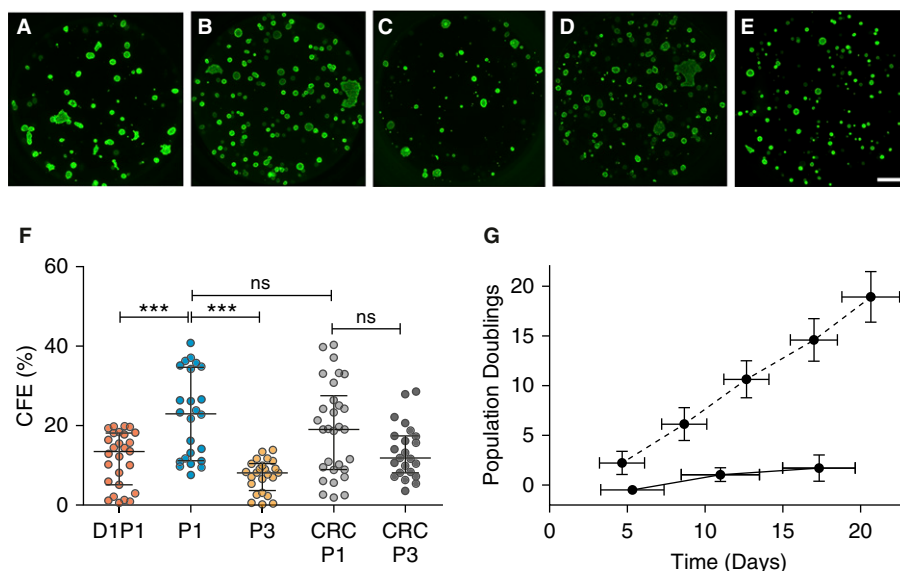 A
B
C
D
E
F
G
CFE (%)
60
40
20
0
***
***
ns
ns
D1P1
P1
P3
CRC
P1
CRC
P3
Population Doublings
20
15
10
5
0
0
5
10
15
20
Time (Days)